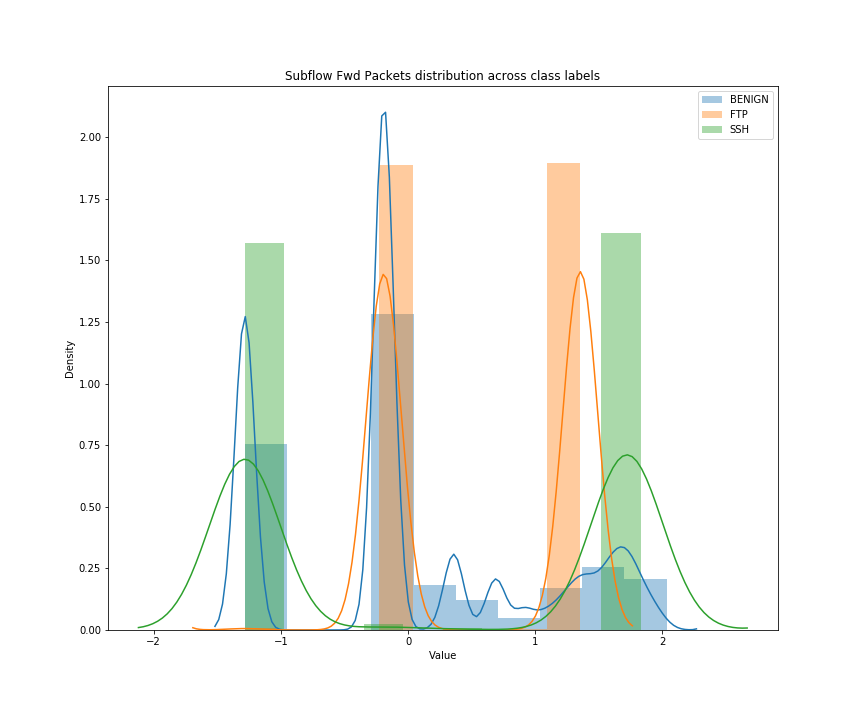 Subflow Fwd Packets distribution across class labels
BENIGN
FTP
SSH
2.00
1.75
1.50
1.25
1.00
0.75
0.50
0.25
0.00
Density
−2
−1
0
1
2
Value